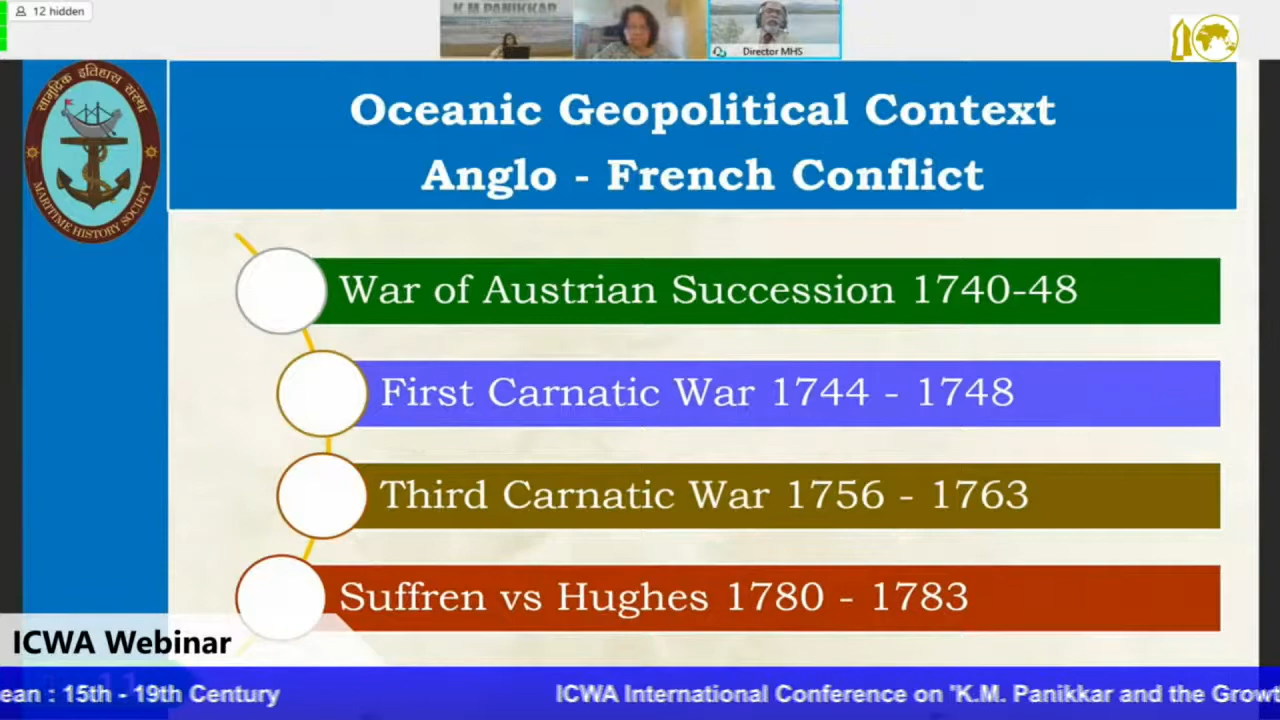 12 hidden
K.M PANIKKAR
Director MHS
सामुद्रिक इतिहास संस्था
MARITIME HISTORY SOCIETY
Oceanic Geopolitical Context
Anglo - French Conflict
War of Austrian Succession 1740-48
First Carnatic War 1744 - 1748
Third Carnatic War 1756 - 1763
Suffren vs Hughes 1780 - 1783
ICWA Webinar
ean : 15th - 19th Century
ICWA International Conference on 'K.M. Panikkar and the Growt